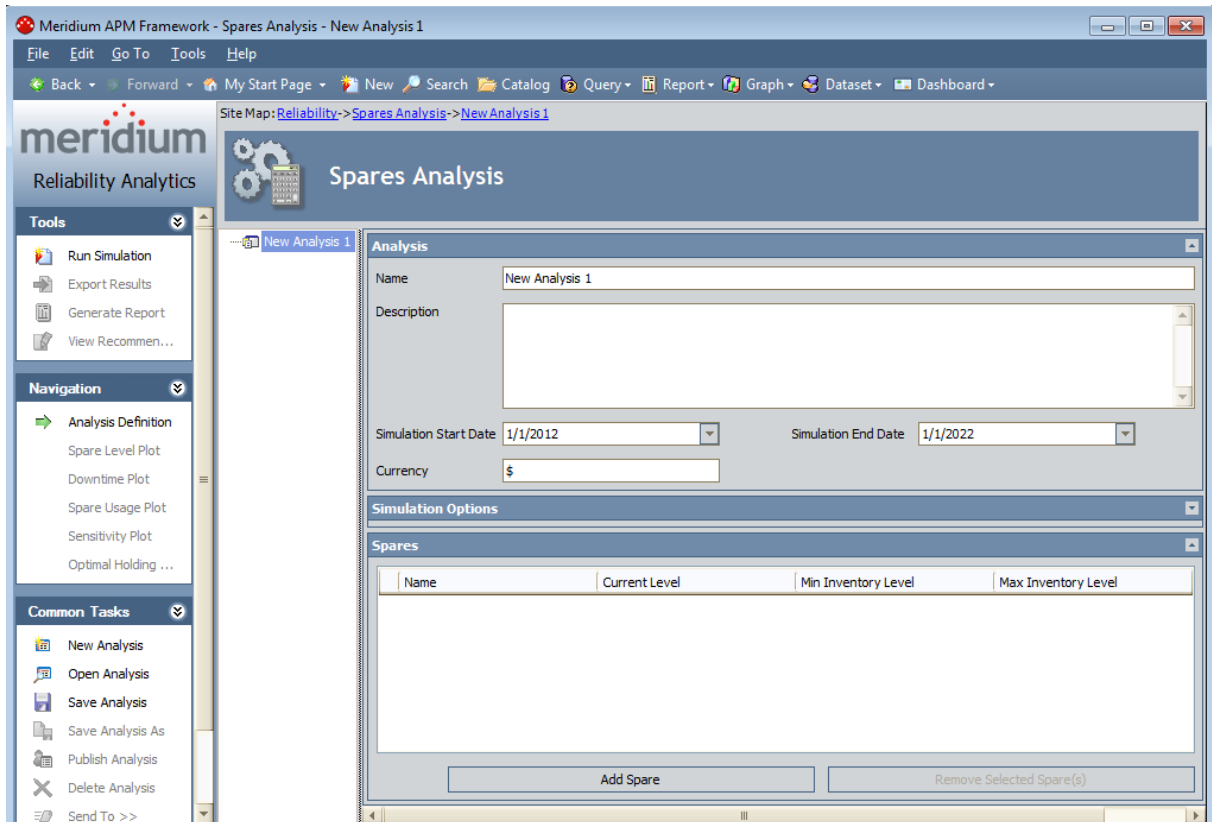 Meridium APM Framework - Spares Analysis - New Analysis 1
File Edit Go To Tools Help
Back Forward My Start Page New Search Catalog Query Report Graph Dataset Dashboard
meridium
Reliability Analytics
Site Map: Reliability->Spares Analysis->New Analysis 1
Spares Analysis
Tools
Run Simulation
Export Results
Generate Report
View Recommen...
Navigation
Analysis Definition
Spare Level Plot
Downtime Plot
Spare Usage Plot
Sensitivity Plot
Optimal Holding ...
Common Tasks
New Analysis
Open Analysis
Save Analysis
Save Analysis As
Publish Analysis
Delete Analysis
Send To >>
New Analysis 1
Analysis
Name New Analysis 1
Description
Simulation Start Date 1/1/2012 Simulation End Date 1/1/2022
Currency $
Simulation Options
Spares
Name Current Level Min Inventory Level Max Inventory Level
Add Spare Remove Selected Spare(s)